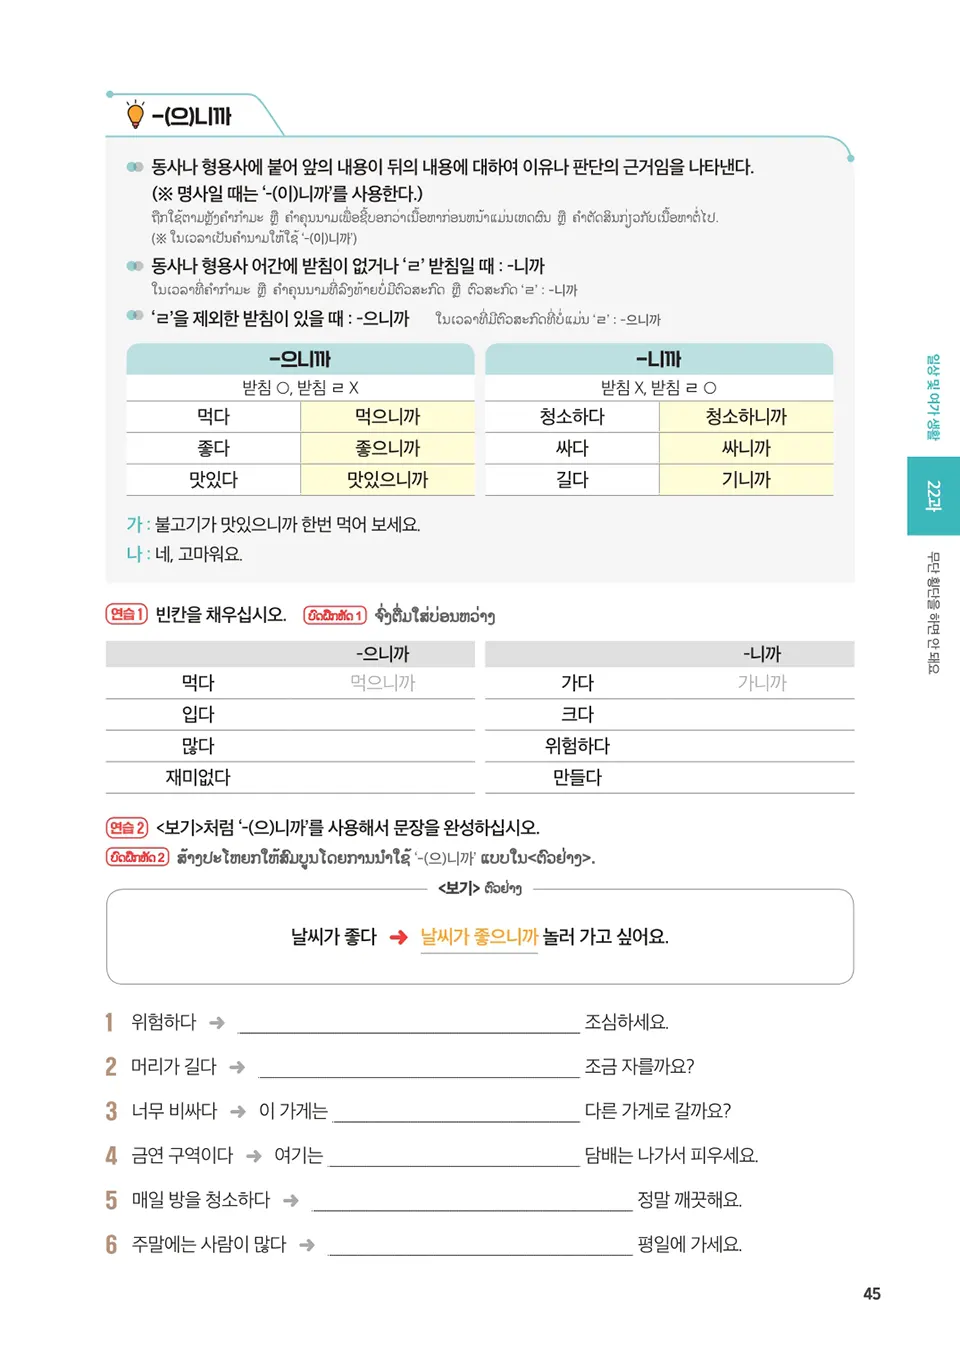 -(으)니까
동사나 형용사에 붙어 앞의 내용이 뒤의 내용에 대하여 이유나 판단의 근거임을 나타낸다.
(※ 명사일 때는 ‘-(이)니까’를 사용한다.)
ຖືກໃຊ້ຕາມຫຼັງຄຳກຳມະ ຫຼື ຄຳຄຸນນາມເພື່ອຊີ້ບອກວ່າເນື້ອຫາກ່ອນໜ້າແມ່ນເຫດຜົນ ຫຼື ຄຳຕັດສິນກ່ຽວກັບເນື້ອຫາຕໍ່ໄປ.
(※ ໃນເວລາເປັນຄຳນາມໃຫ້ໃຊ້ ‘-(이)니까’)
동사나 형용사 어간에 받침이 없거나 ‘ㄹ’ 받침일 때 : -니까
ໃນເວລາທີ່ຄຳກຳມະ ຫຼື ຄຳຄຸນນາມທີ່ລົງທ້າຍບໍ່ມີຕົວສະກົດ ຫຼື ຕົວສະກົດ ‘ㄹ’ : -니까
‘ㄹ’을 제외한 받침이 있을 때 : -으니까 ໃນເວລາທີ່ມີຕົວສະກົດທີ່ບໍ່ແມ່ນ ‘ㄹ’ : -으니까
-으니까 -니까
받침 ○, 받침 ㄹ X 받침 X, 받침 ㄹ ○
먹다 먹으니까 청소하다 청소하니까
좋다 좋으니까 싸다 싸니까
맛있다 맛있으니까 길다 기니까
가 : 불고기가 맛있으니까 한번 먹어 보세요.
나 : 네, 고마워요.
연습 1 빈칸을 채우십시오. ບົດຝຶກຫັດ 1 ຈົ່ງຕື່ມໃສ່ບ່ອນຫວ່າງ
-으니까 -니까
먹다 먹으니까 가다 가니까
입다 크다
많다 위험하다
재미없다 만들다
연습 2 <보기>처럼 ‘-(으)니까’를 사용해서 문장을 완성하십시오.
ບົດຝຶກຫັດ 2 ສ້າງປະໂຫຍກໃຫ້ສົມບູນໂດຍການນຳໃຊ້ ‘-(으)니까’ ແບບໃນ<ຕົວຢ່າງ>.
<보기> ຕົວຢ່າງ
날씨가 좋다 ➜ 날씨가 좋으니까 놀러 가고 싶어요.
1 위험하다 ➜ 조심하세요.
2 머리가 길다 ➜ 조금 자를까요?
3 너무 비싸다 ➜ 이 가게는 다른 가게로 갈까요?
4 금연 구역이다 ➜ 여기는 담배는 나가서 피우세요.
5 매일 방을 청소하다 ➜ 정말 깨끗해요.
6 주말에는 사람이 많다 ➜ 평일에 가세요.
일상 및 여가 생활
22과
무단 횡단을 하면 안 돼요
45